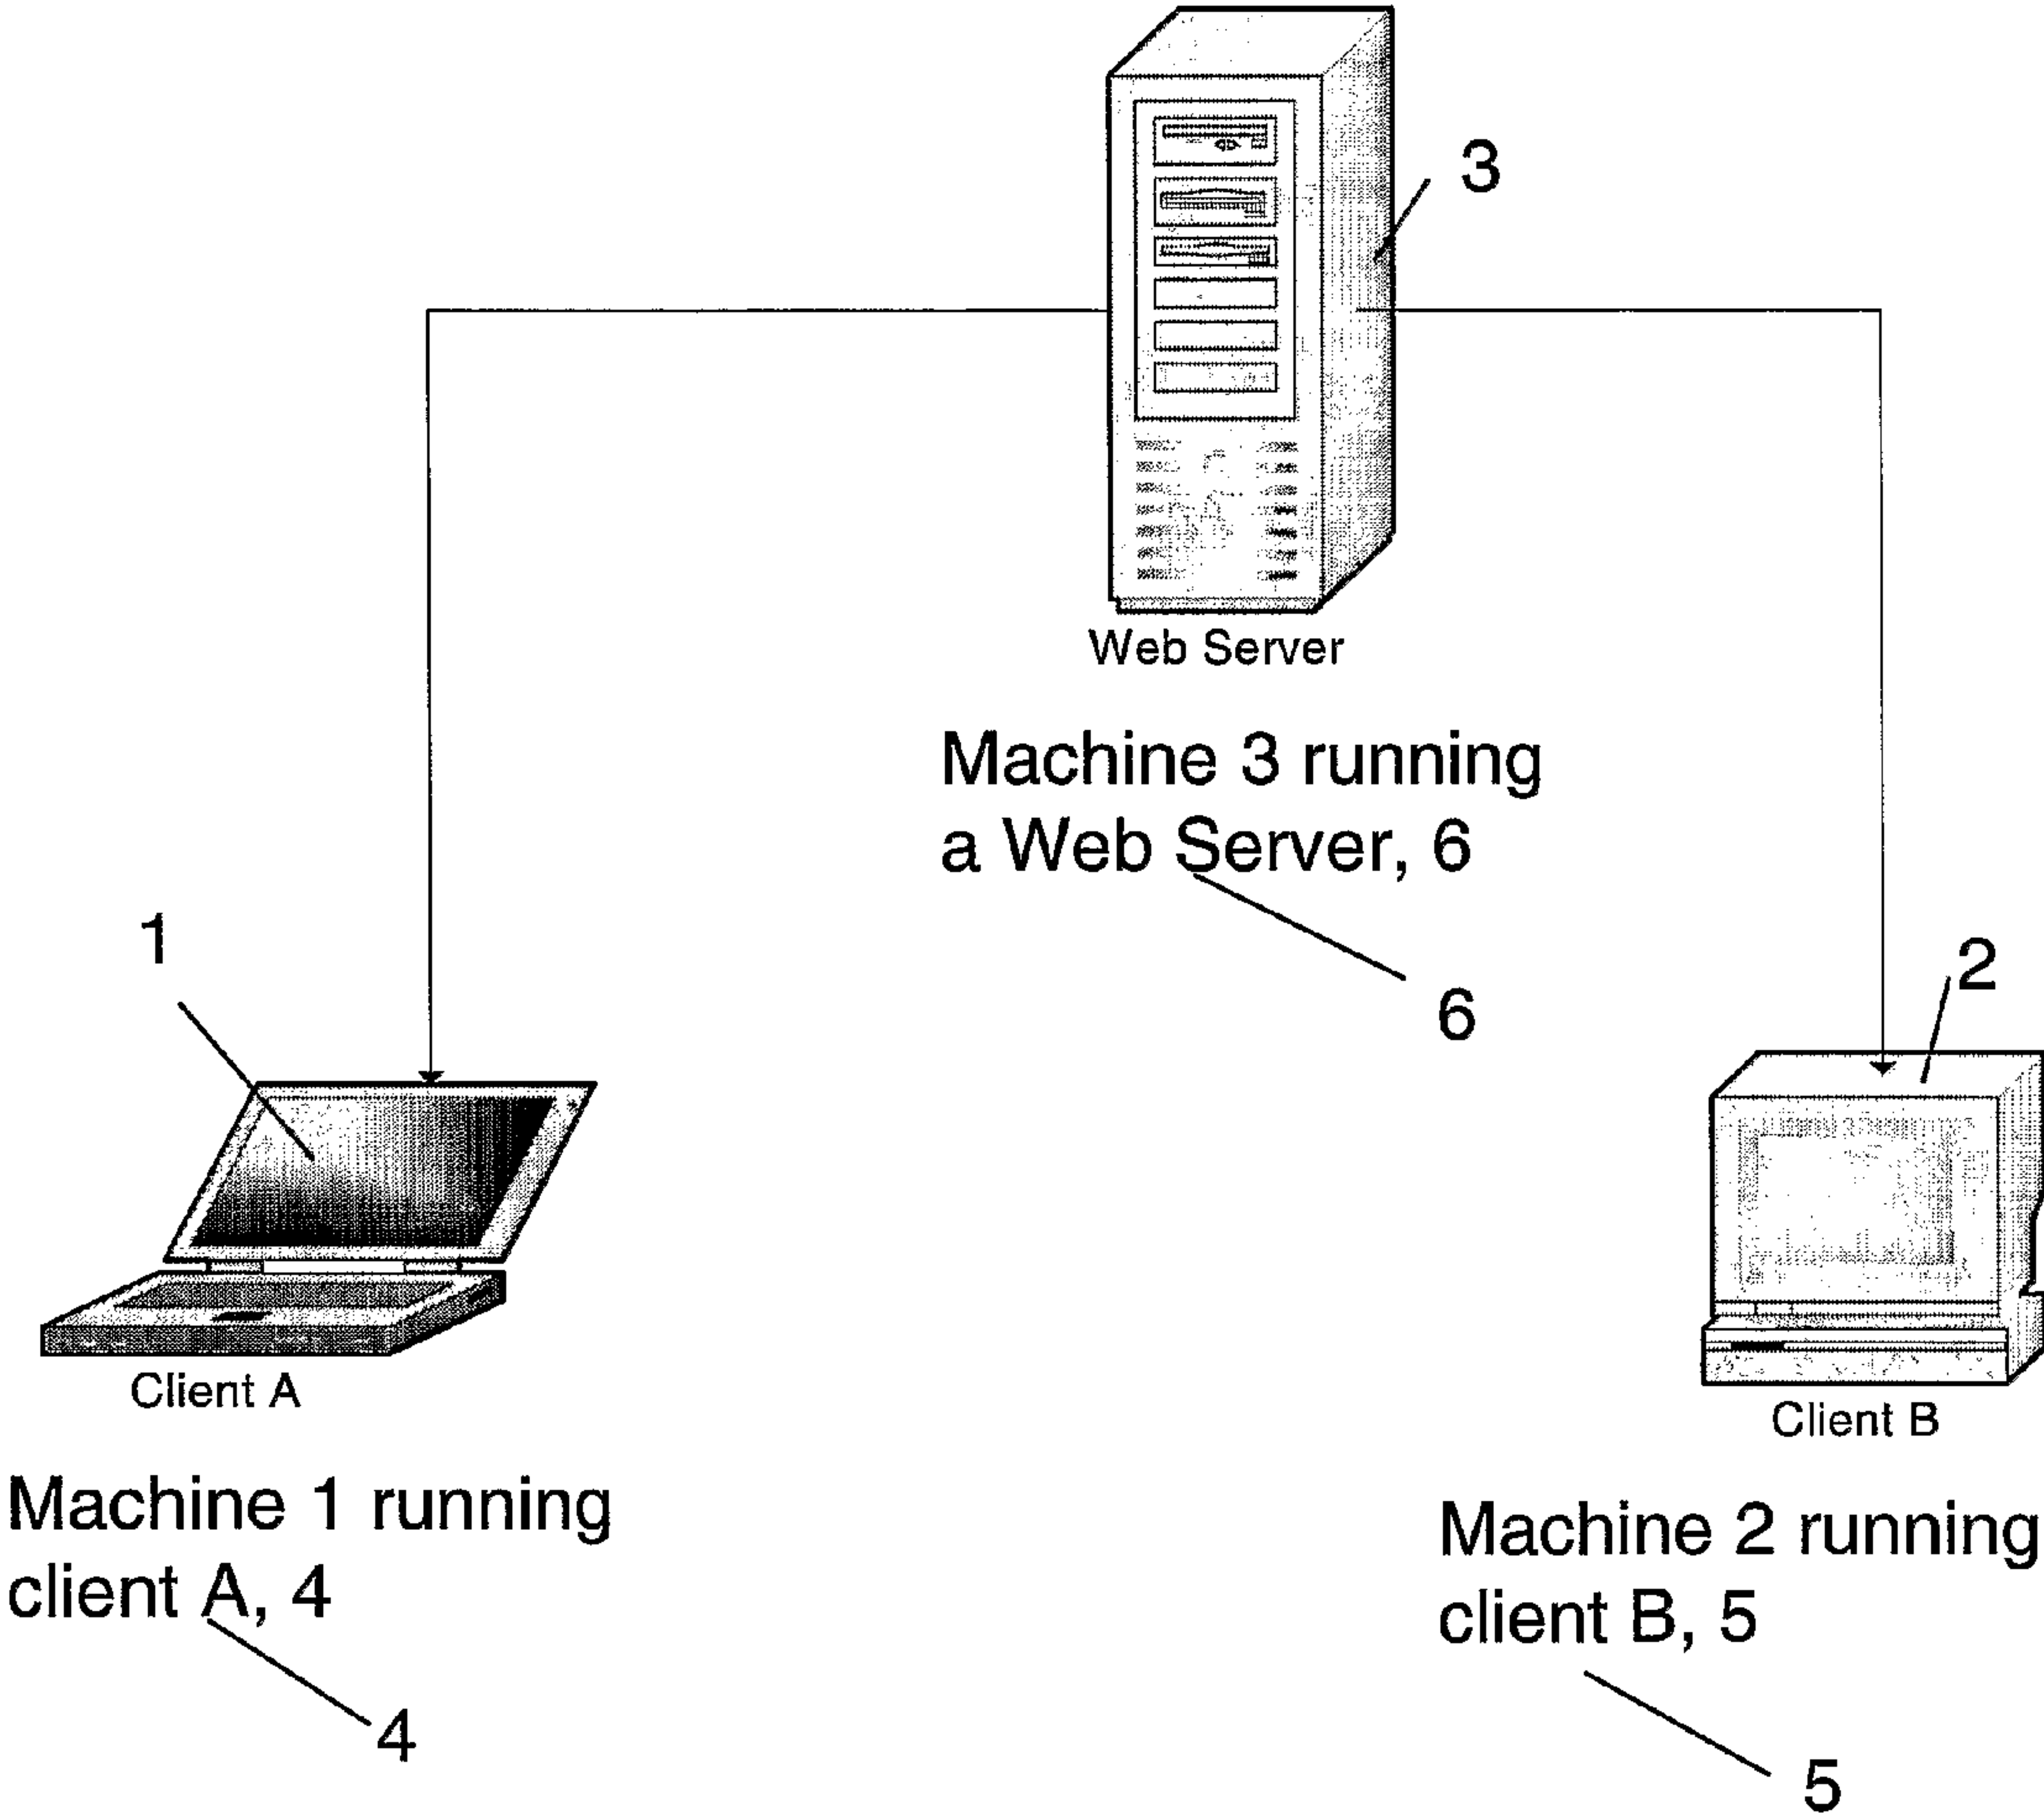 3
Web Server
Machine 3 running
a Web Server, 6
6
1
2
Client A
Machine 1 running
client A, 4
4
Client B
Machine 2 running
client B, 5
5